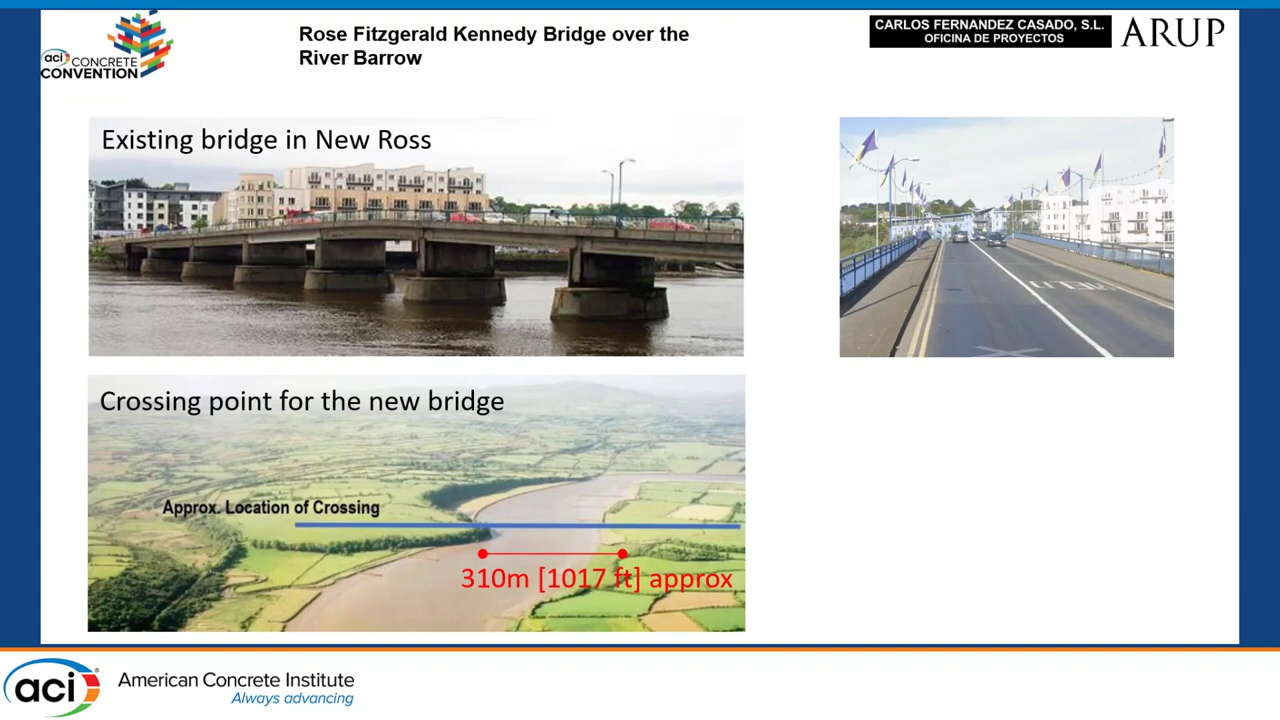 aci CONCRETE
CONVENTION
Rose Fitzgerald Kennedy Bridge over the
River Barrow
CARLOS FERNANDEZ CASADO, S.L.
OFICINA DE PROYECTOS
ARUP
Existing bridge in New Ross
Crossing point for the new bridge
Approx. Location of Crossing
310m [1017 ft] approx
aci®
American Concrete Institute
Always advancing